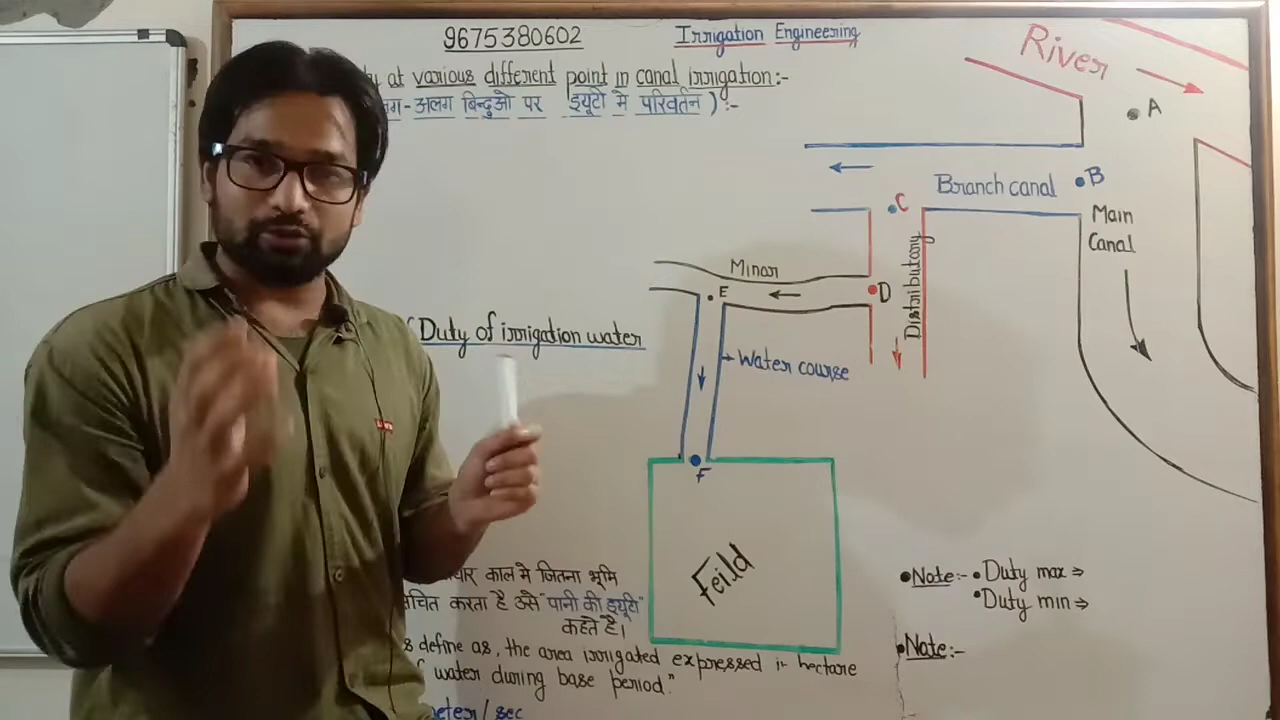 9675380602
Irrigation Engineering
at various different point in canal irrigation:-
अलग बिन्दुओ पर ड्यूटी मे परिवर्तन ) :-
River
A
B
Branch canal
C
Main
Canal
Distributary
Minor
D
E
Duty of irrigation water
Water course
F
Feild
काल मे जितना भूमि
करता है उसे "पानी की ड्यूटी"
कहते है।
define as, the area irrigated expressed in hectare
water during base period."
/ sec
• Note:- • Duty max ⇒
• Duty min ⇒
• Note:-